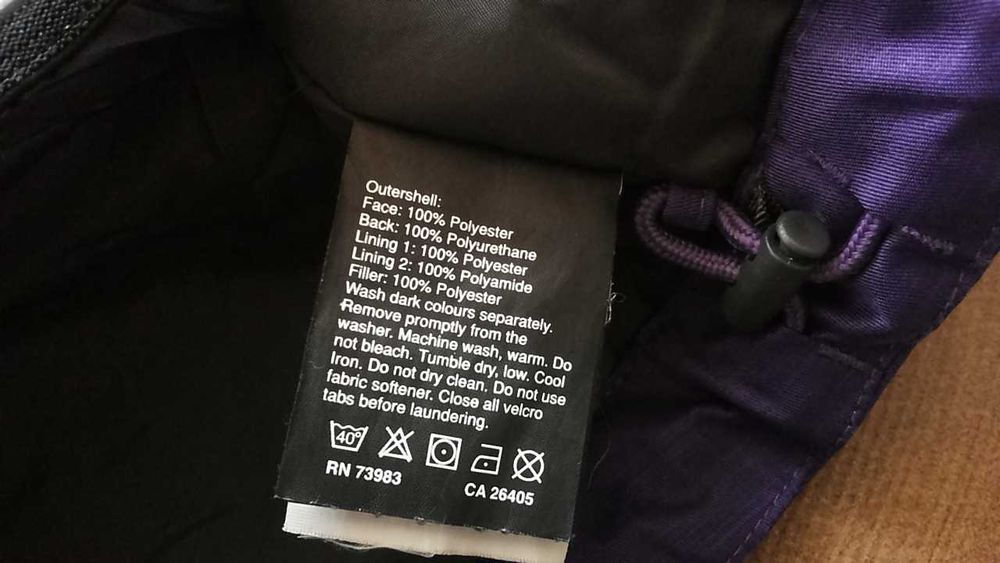 Outershell:
Face: 100% Polyester
Back: 100% Polyurethane
Lining 1: 100% Polyester
Lining 2: 100% Polyamide
Filler: 100% Polyester
Wash dark colours separately.
Remove promptly from the
washer. Machine wash, warm. Do
not bleach. Tumble dry, low. Cool
Iron. Do not dry clean. Do not use
fabric softener. Close all velcro
tabs before laundering.
40°
RN 73983
CA 26405